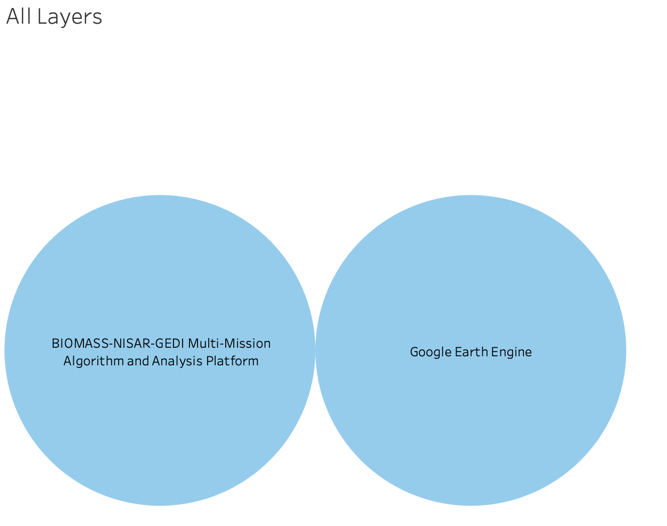 All Layers
BIOMASS-NISAR-GEDI Multi-Mission
Algorithm and Analysis Platform
Google Earth Engine